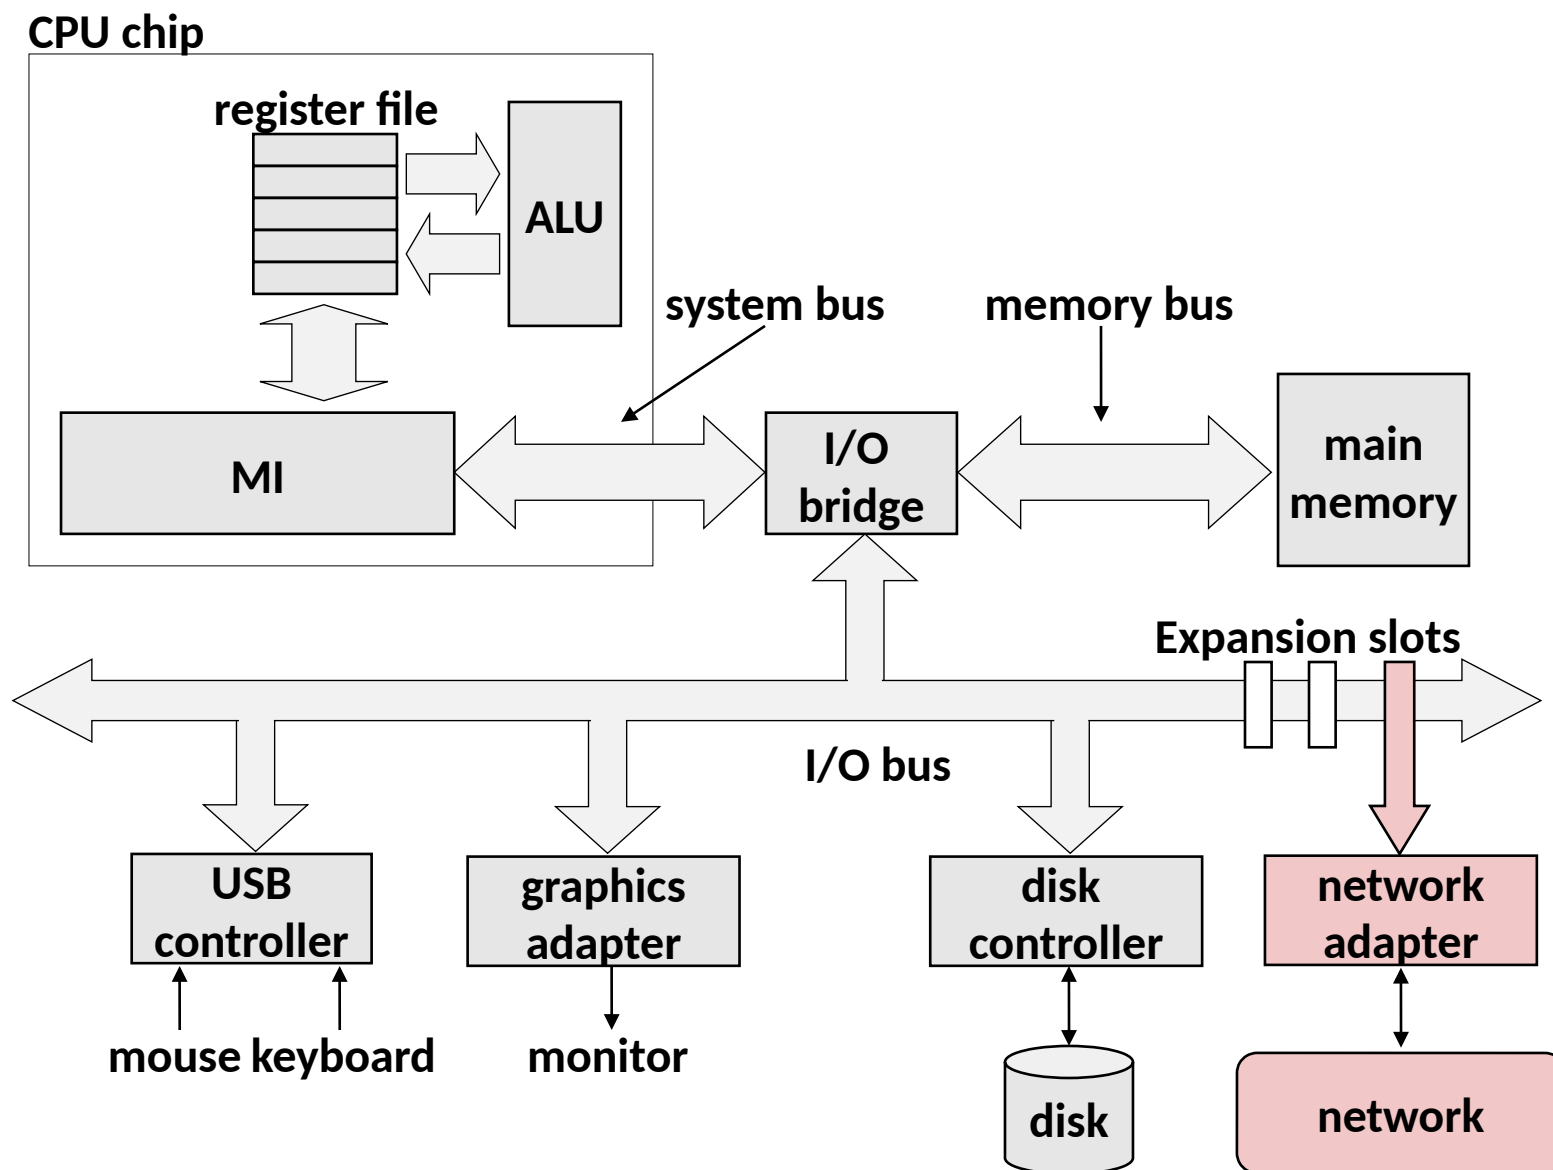 CPU chip
register file
ALU
system bus
memory bus
MI
I/O
bridge
main
memory
Expansion slots
I/O bus
USB
controller
graphics
adapter
disk
controller
network
adapter
mouse keyboard
monitor
disk
network